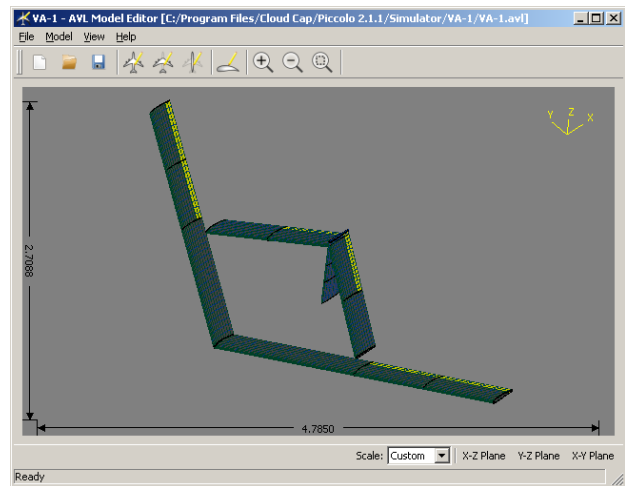 VA-1 - AVL Model Editor [C:/Program Files/Cloud Cap/Piccolo 2.1.1/Simulator/VA-1/VA-1.avl]
File Model View Help
Y Z X
2.7088
4.7850
Scale: Custom X-Z Plane Y-Z Plane X-Y Plane
Ready